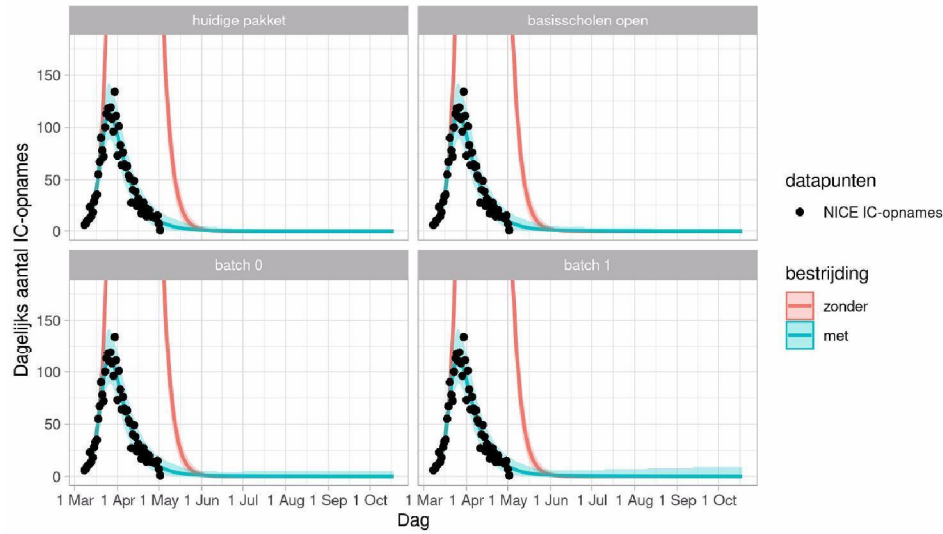 huidige pakket
basisscholen open
150
100
50
0
batch 0
batch 1
150
100
50
0
1 Mar 1 Apr 1 May 1 Jun 1 Jul 1 Aug 1 Sep 1 Oct
1 Mar 1 Apr 1 May 1 Jun 1 Jul 1 Aug 1 Sep 1 Oct
Dag
Dagelijks aantal IC-opnames
datapunten
NICE IC-opnames
bestrijding
zonder
met